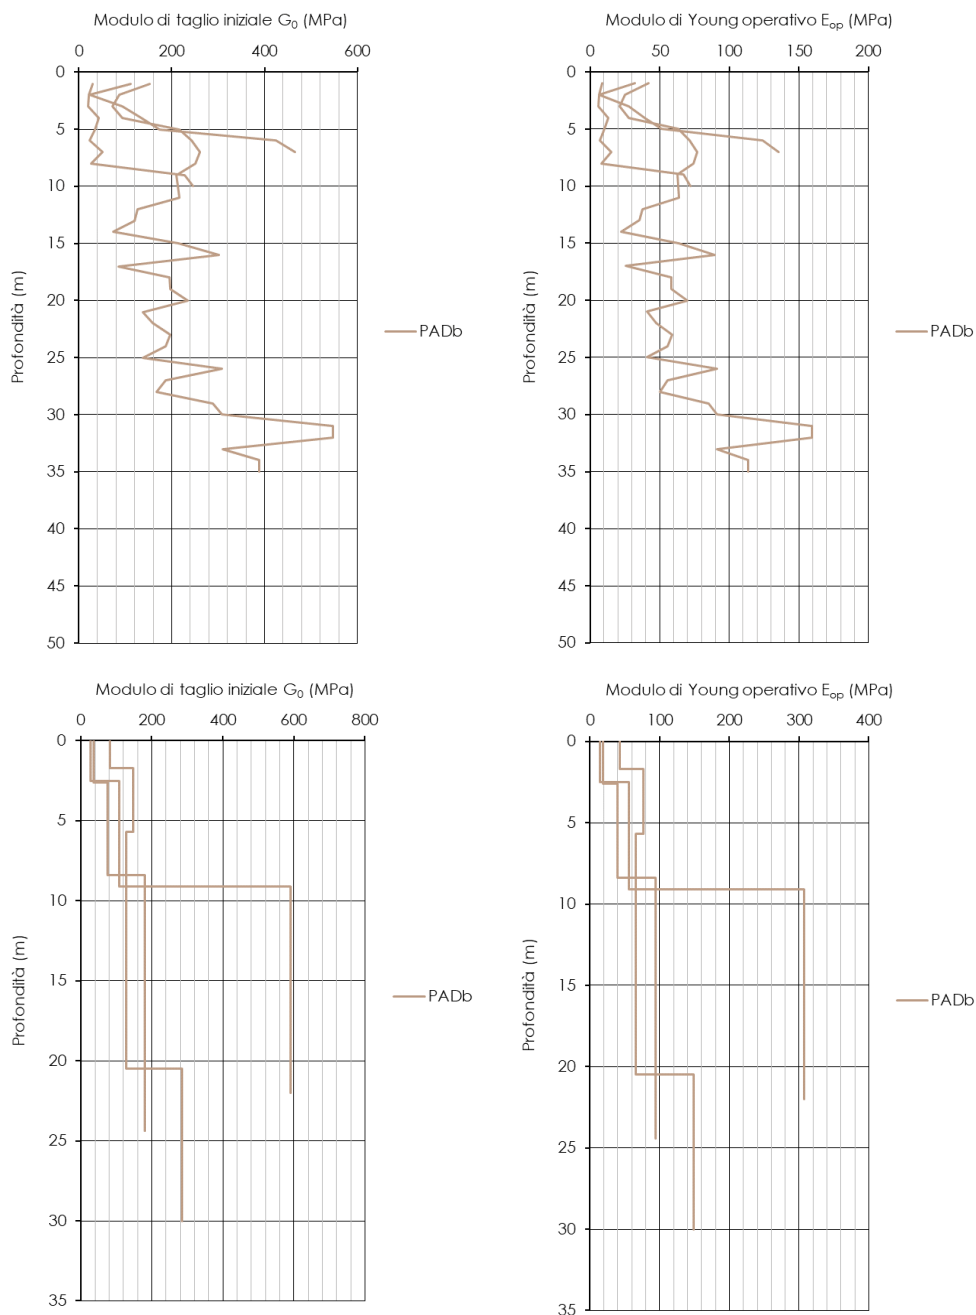 Modulo di taglio iniziale G₀ (MPa)
0 200 400 600
0
5
10
15
20
25
30
35
40
45
50
Profondità (m)
PADb
Modulo di Young operativo Eₒₚ (MPa)
0 50 100 150 200
0
5
10
15
20
25
30
35
40
45
50
Profondità (m)
PADb
Modulo di taglio iniziale G₀ (MPa)
0 200 400 600 800
0
5
10
15
20
25
30
35
Profondità (m)
PADb
Modulo di Young operativo Eₒₚ (MPa)
0 100 200 300 400
0
5
10
15
20
25
30
35
Profondità (m)
PADb